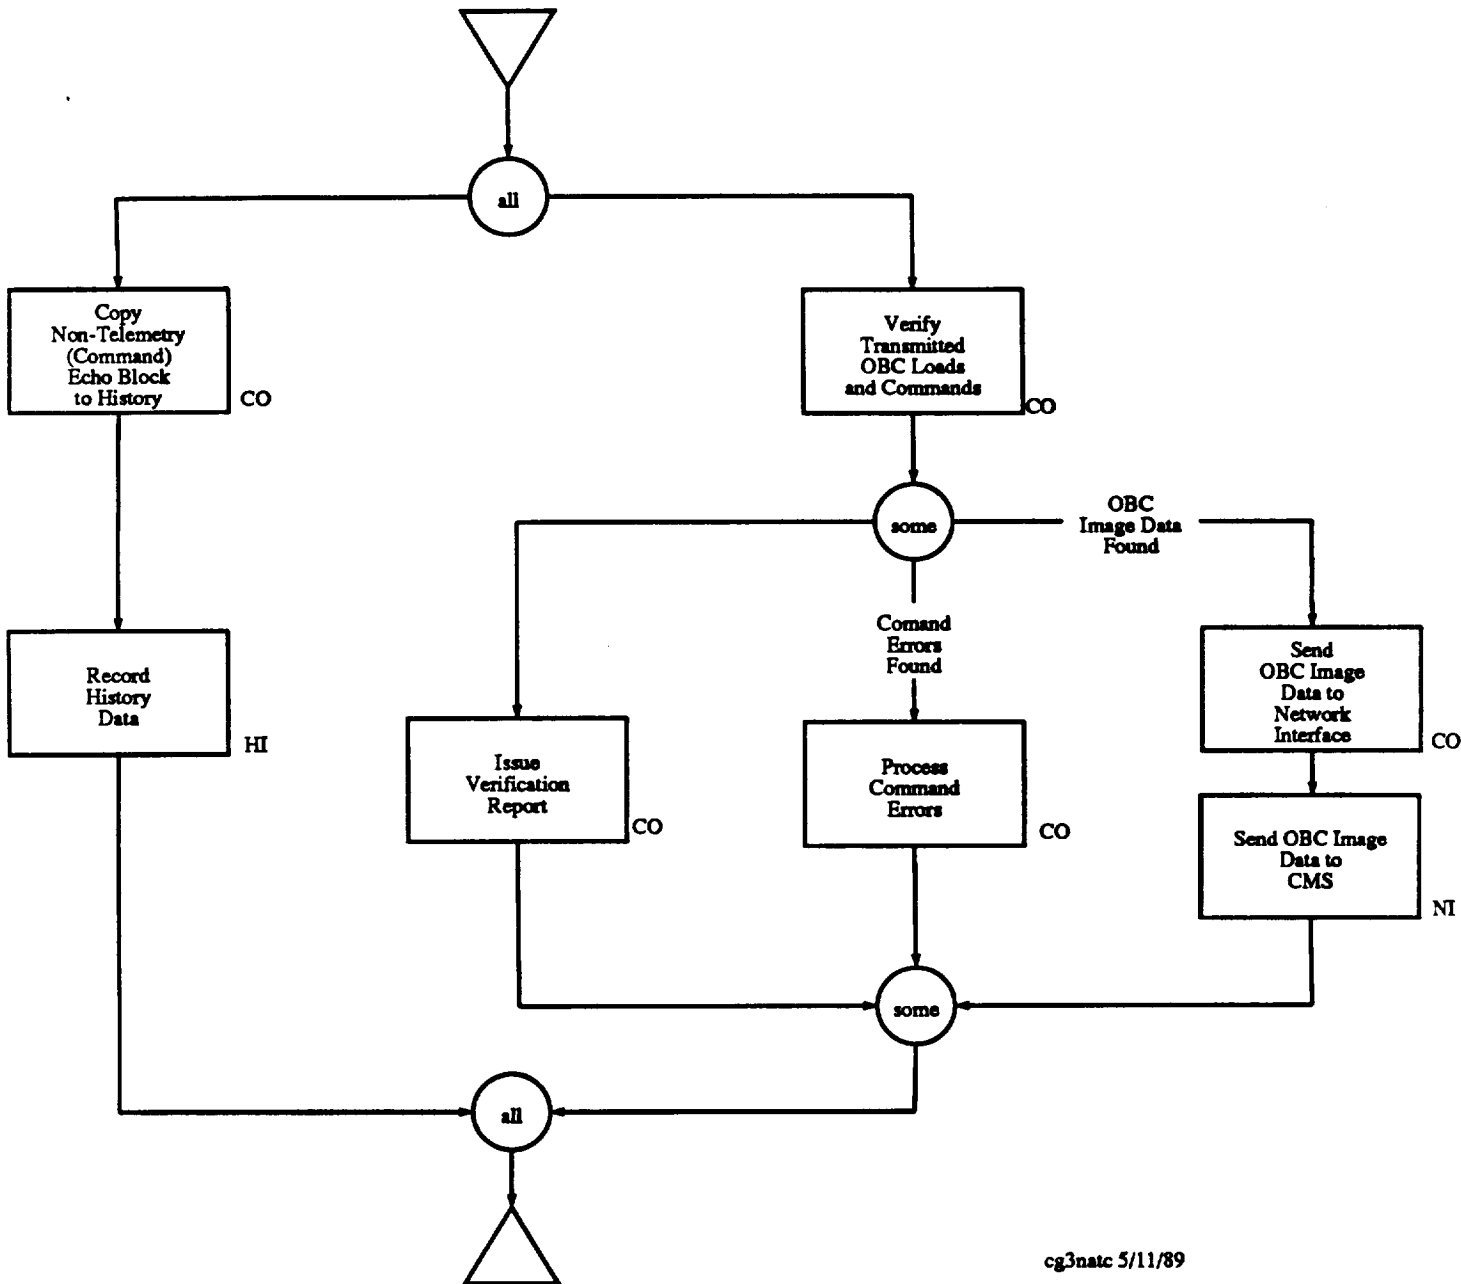 all
Copy
Non-Telemetry
(Command)
Echo Block
to History
CO
Verify
Transmitted
OBC Loads
and Commands
CO
some
OBC
Image Data
Found
Comand
Errors
Found
Record
History
Data
HI
Issue
Verification
Report
CO
Process
Command
Errors
CO
Send
OBC Image
Data to
Network
Interface
CO
Send OBC Image
Data to
CMS
NI
some
all
cg3natc 5/11/89